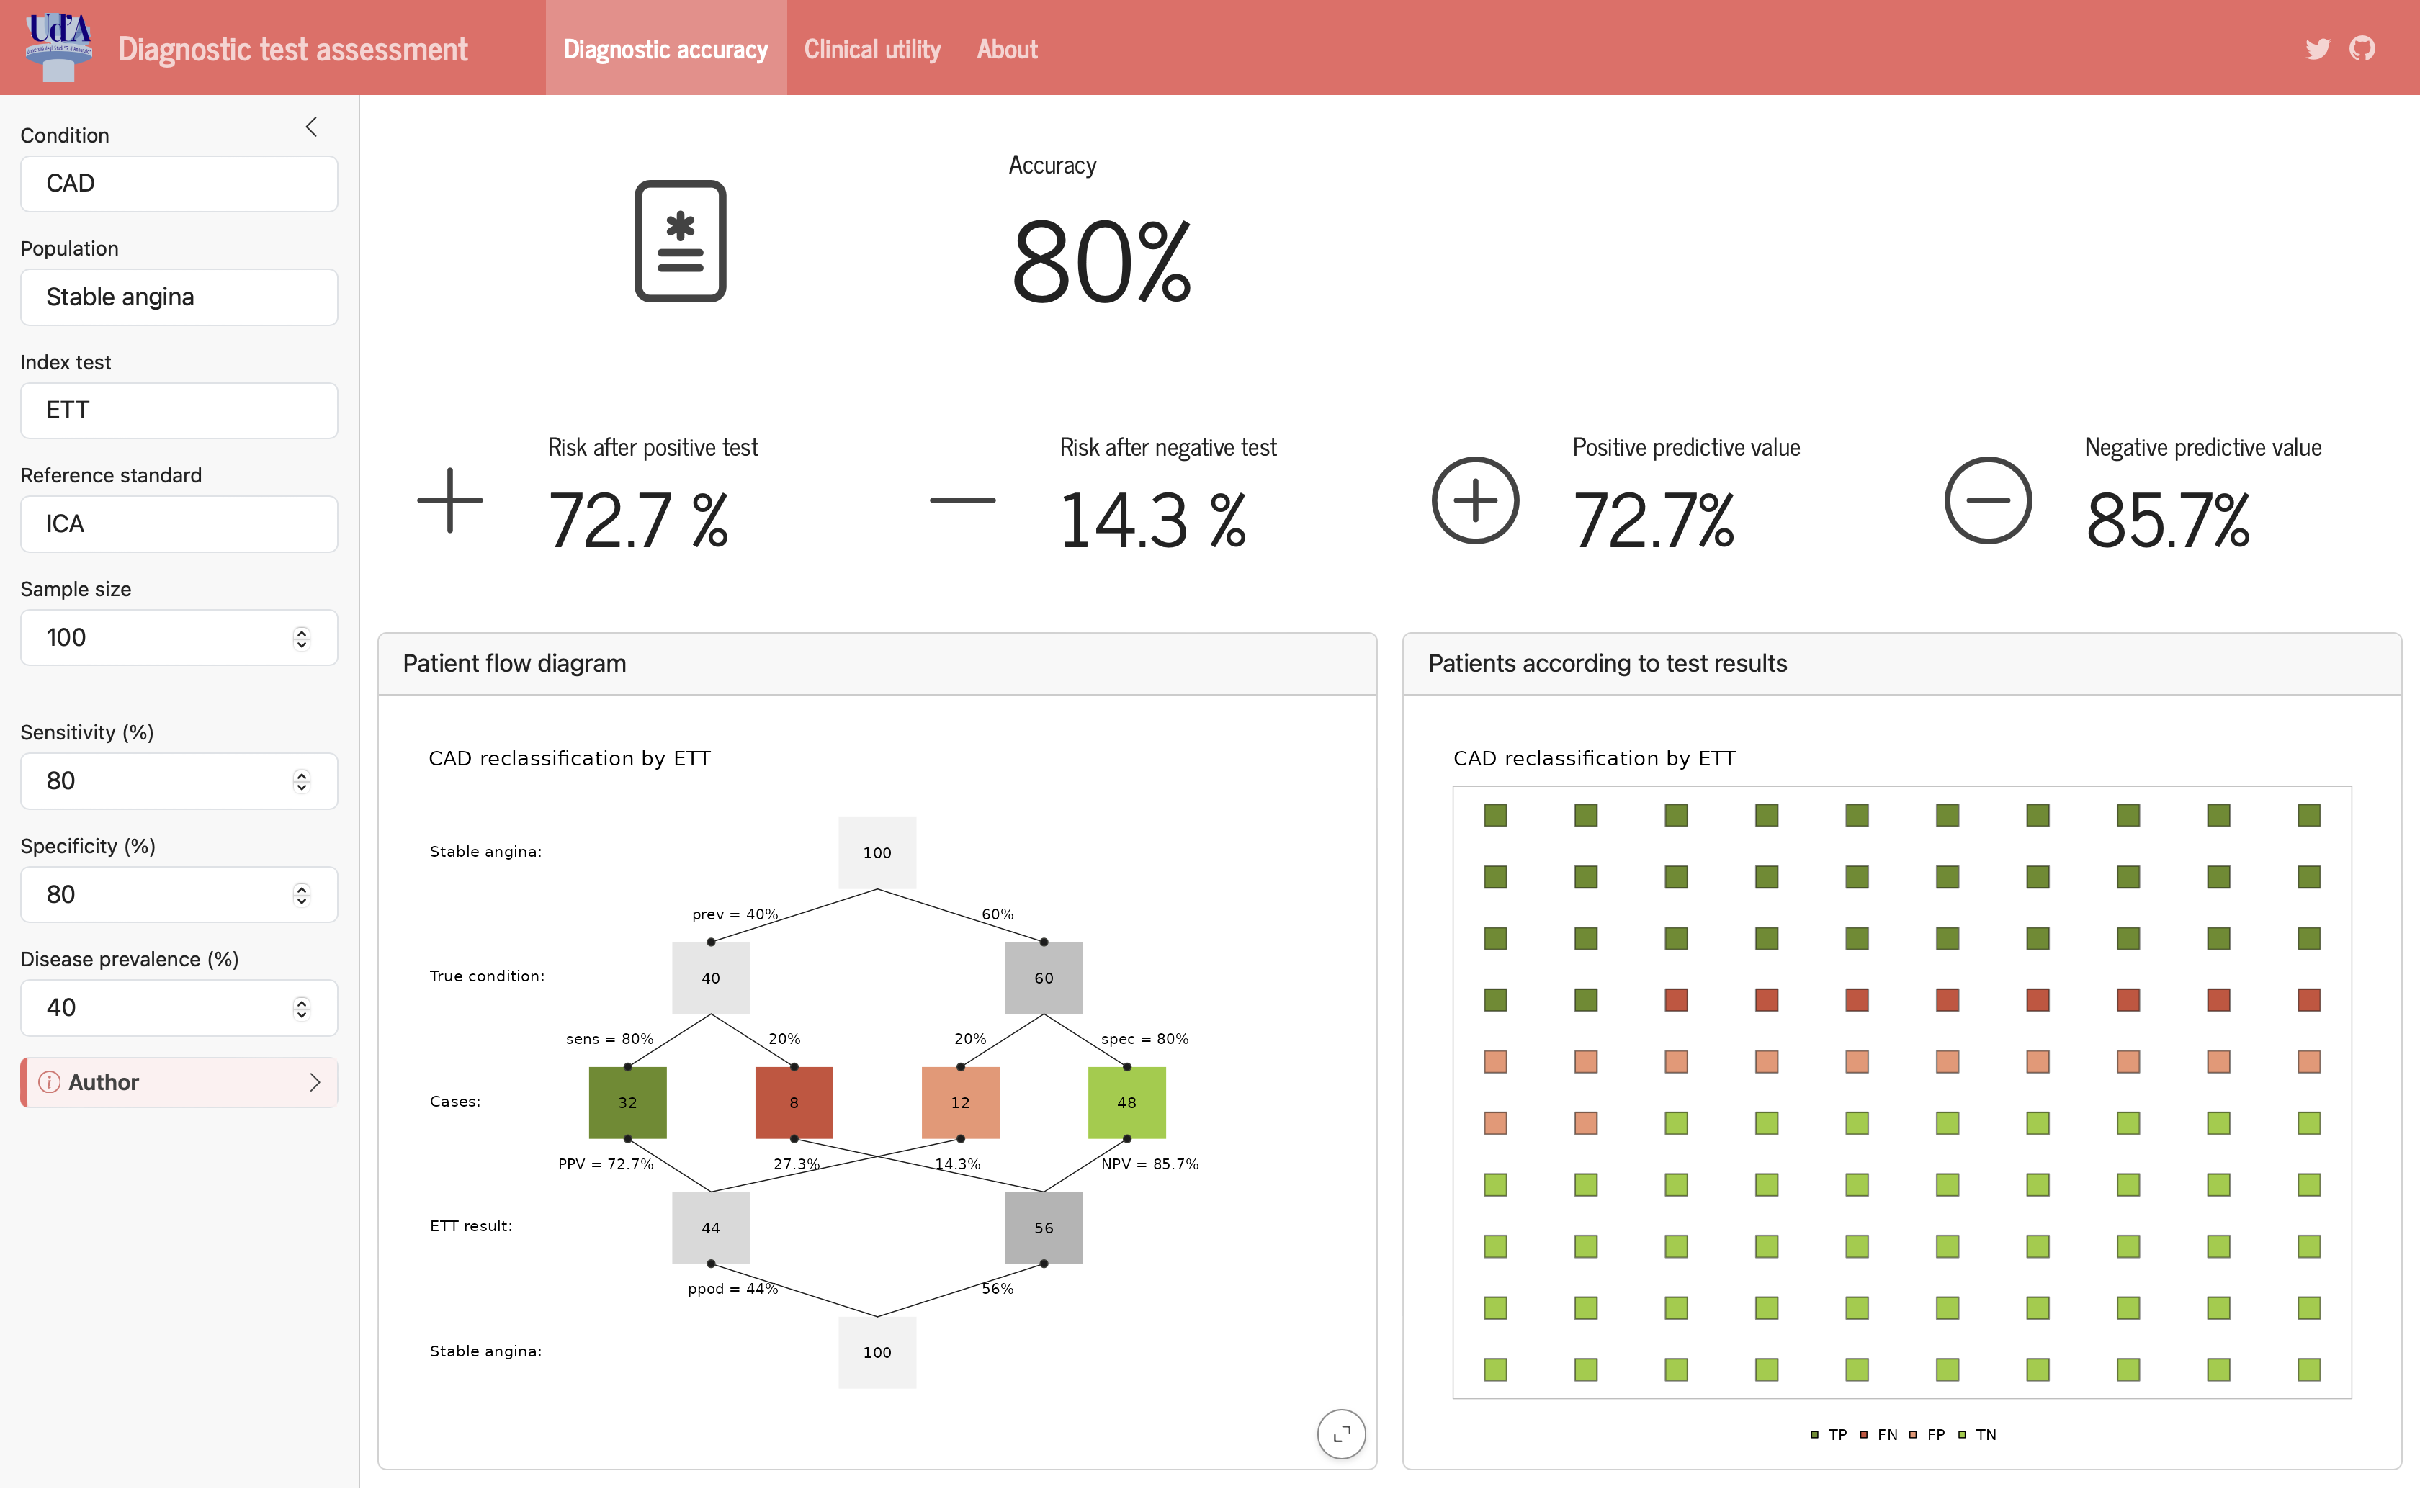 Ud'A
Diagnostic test assessment
Diagnostic accuracy
Clinical utility
About
Condition
CAD
Population
Stable angina
Index test
ETT
Reference standard
ICA
Sample size
100
Sensitivity (%)
80
Specificity (%)
80
Disease prevalence (%)
40
Author
Accuracy
80%
Risk after positive test
72.7 %
Risk after negative test
14.3 %
Positive predictive value
72.7%
Negative predictive value
85.7%
Patient flow diagram
CAD reclassification by ETT
Stable angina:
100
prev = 40%
60%
True condition:
40
60
sens = 80%
20%
20%
spec = 80%
Cases:
32
8
12
48
PPV = 72.7%
27.3%
14.3%
NPV = 85.7%
ETT result:
44
56
ppod = 44%
56%
Stable angina:
100
Patients according to test results
CAD reclassification by ETT
TP FN FP TN